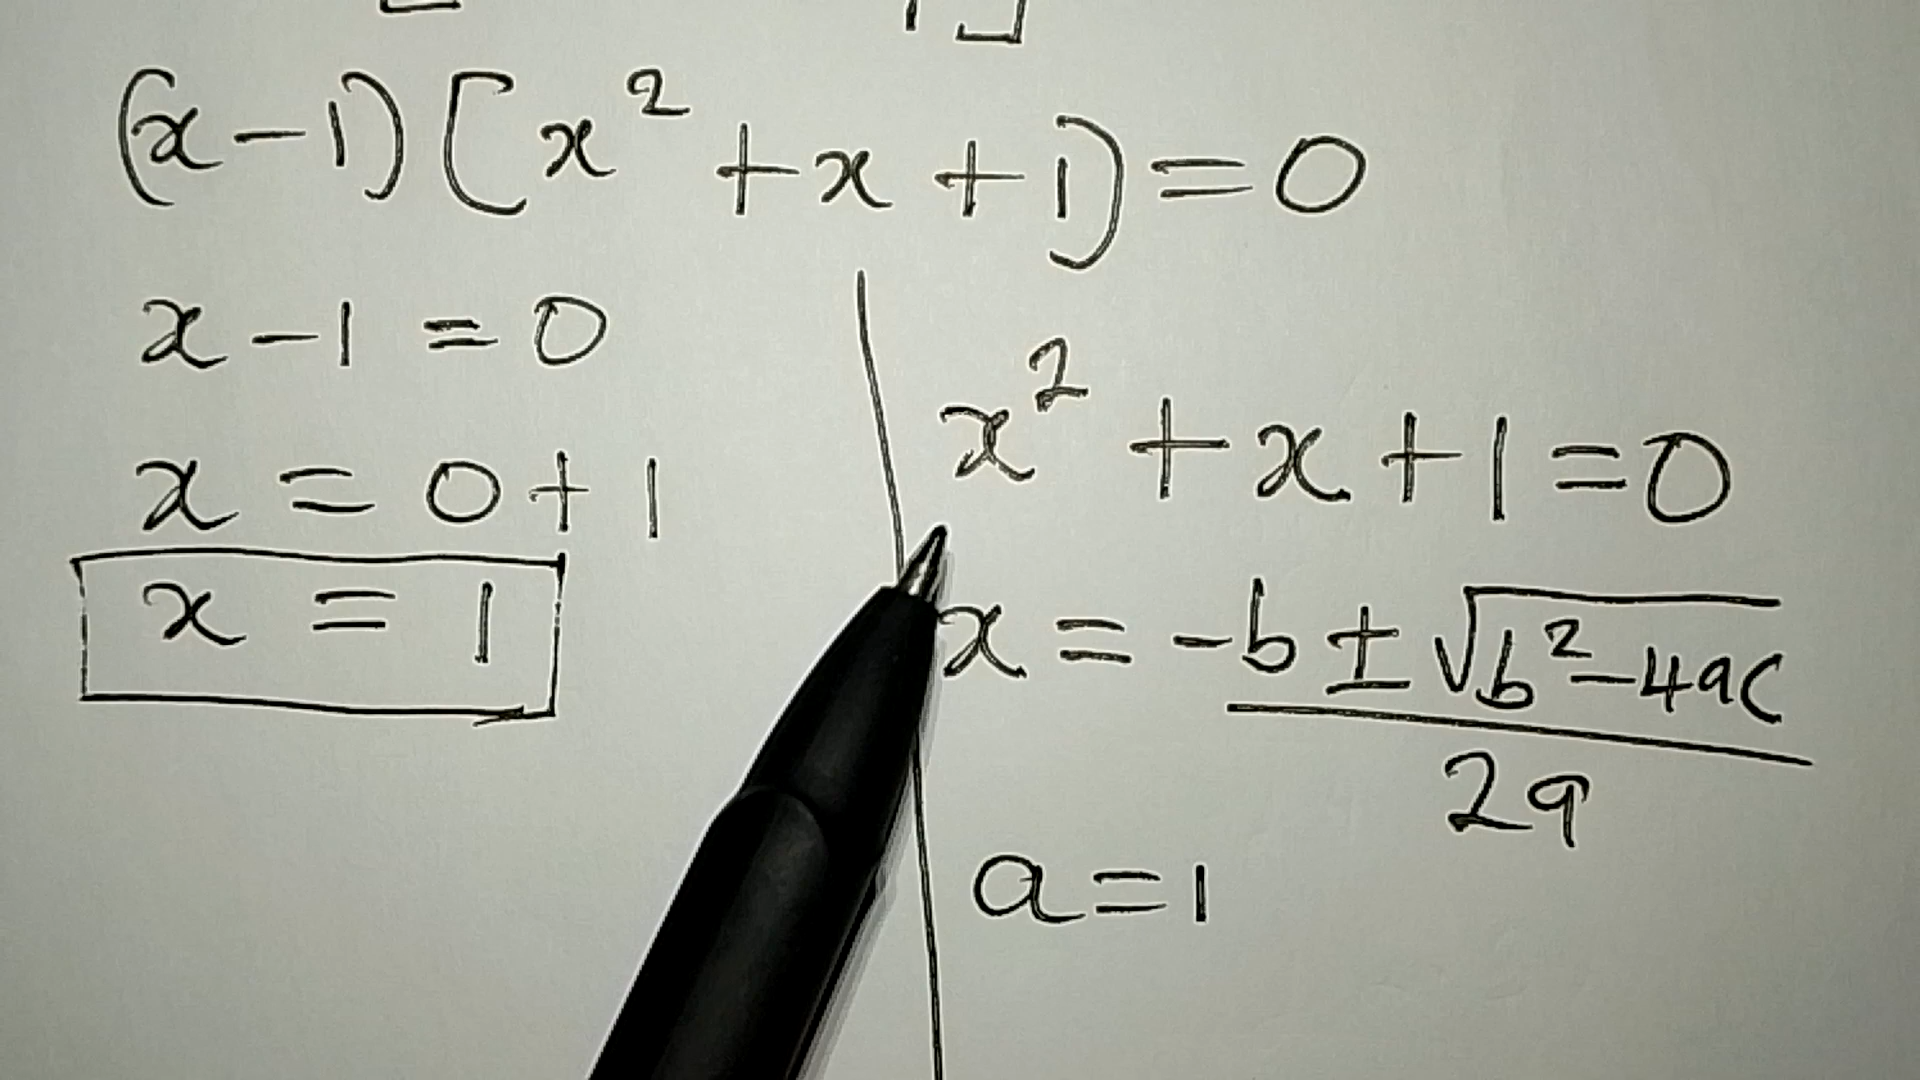 (x-1)(x²+x+1)=0
x-1=0
x=0+1
x=1
x²+x+1=0
x=-b±√b²-4ac
2a
a=1